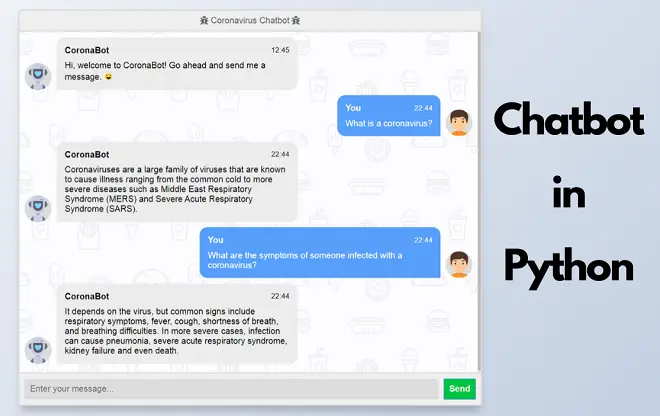 Coronavirus Chatbot
CoronaBot 12:45
Hi, welcome to CoronaBot! Go ahead and send me a
message. 😄
You 22:44
What is a coronavirus?
CoronaBot 22:44
Coronaviruses are a large family of viruses that are known
to cause illness ranging from the common cold to more
severe diseases such as Middle East Respiratory
Syndrome (MERS) and Severe Acute Respiratory
Syndrome (SARS).
You 22:44
What are the symptoms of someone infected with a
coronavirus?
CoronaBot 22:44
It depends on the virus, but common signs include
respiratory symptoms, fever, cough, shortness of breath,
and breathing difficulties. In more severe cases, infection
can cause pneumonia, severe acute respiratory syndrome,
kidney failure and even death.
Enter your message... Send
Chatbot
in
Python